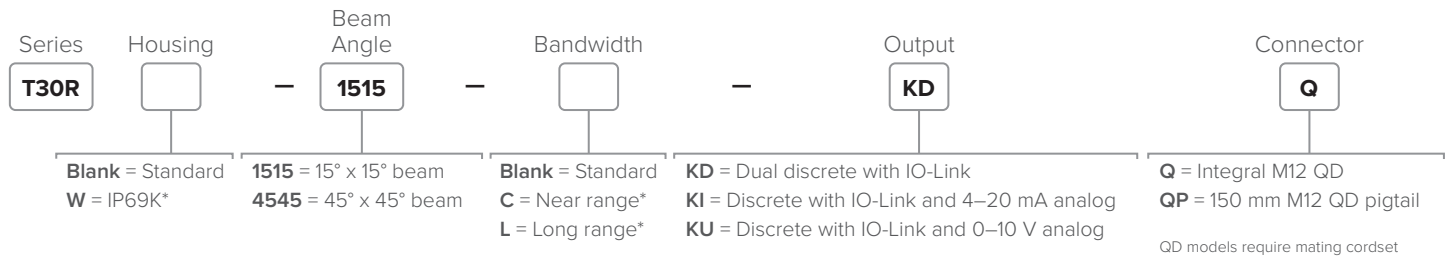 Series
Housing
Beam
Angle
Bandwidth
Output
Connector
T30R – 1515 – – KD Q
Blank = Standard
W = IP69K*
1515 = 15° x 15° beam
4545 = 45° x 45° beam
Blank = Standard
C = Near range*
L = Long range*
KD = Dual discrete with IO-Link
KI = Discrete with IO-Link and 4–20 mA analog
KU = Discrete with IO-Link and 0–10 V analog
Q = Integral M12 QD
QP = 150 mm M12 QD pigtail
QD models require mating cordset